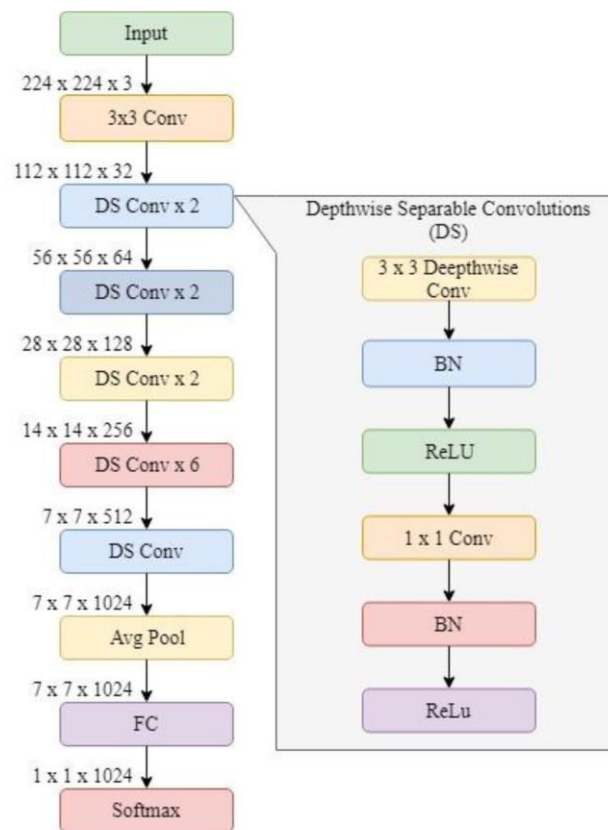 Input
224 x 224 x 3
3x3 Conv
112 x 112 x 32
DS Conv x 2
56 x 56 x 64
DS Conv x 2
28 x 28 x 128
DS Conv x 2
14 x 14 x 256
DS Conv x 6
7 x 7 x 512
DS Conv
7 x 7 x 1024
Avg Pool
7 x 7 x 1024
FC
1 x 1 x 1024
Softmax
Depthwise Separable Convolutions
(DS)
3 x 3 Deepthwise
Conv
BN
ReLU
1 x 1 Conv
BN
ReLu